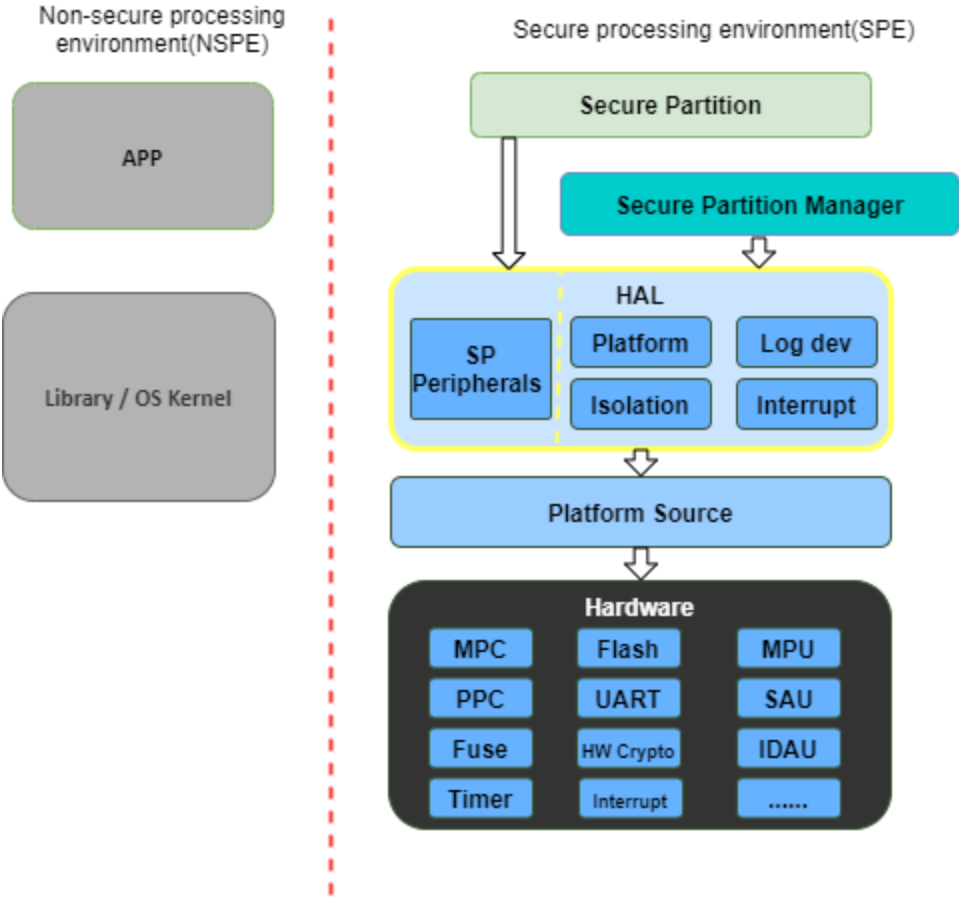 Non-secure processing
environment(NSPE)
APP
Library / OS Kernel
Secure processing environment(SPE)
Secure Partition
Secure Partition Manager
HAL
SP
Peripherals
Platform
Log dev
Isolation
Interrupt
Platform Source
Hardware
MPC
Flash
MPU
PPC
UART
SAU
Fuse
HW Crypto
IDAU
Timer
Interrupt
......